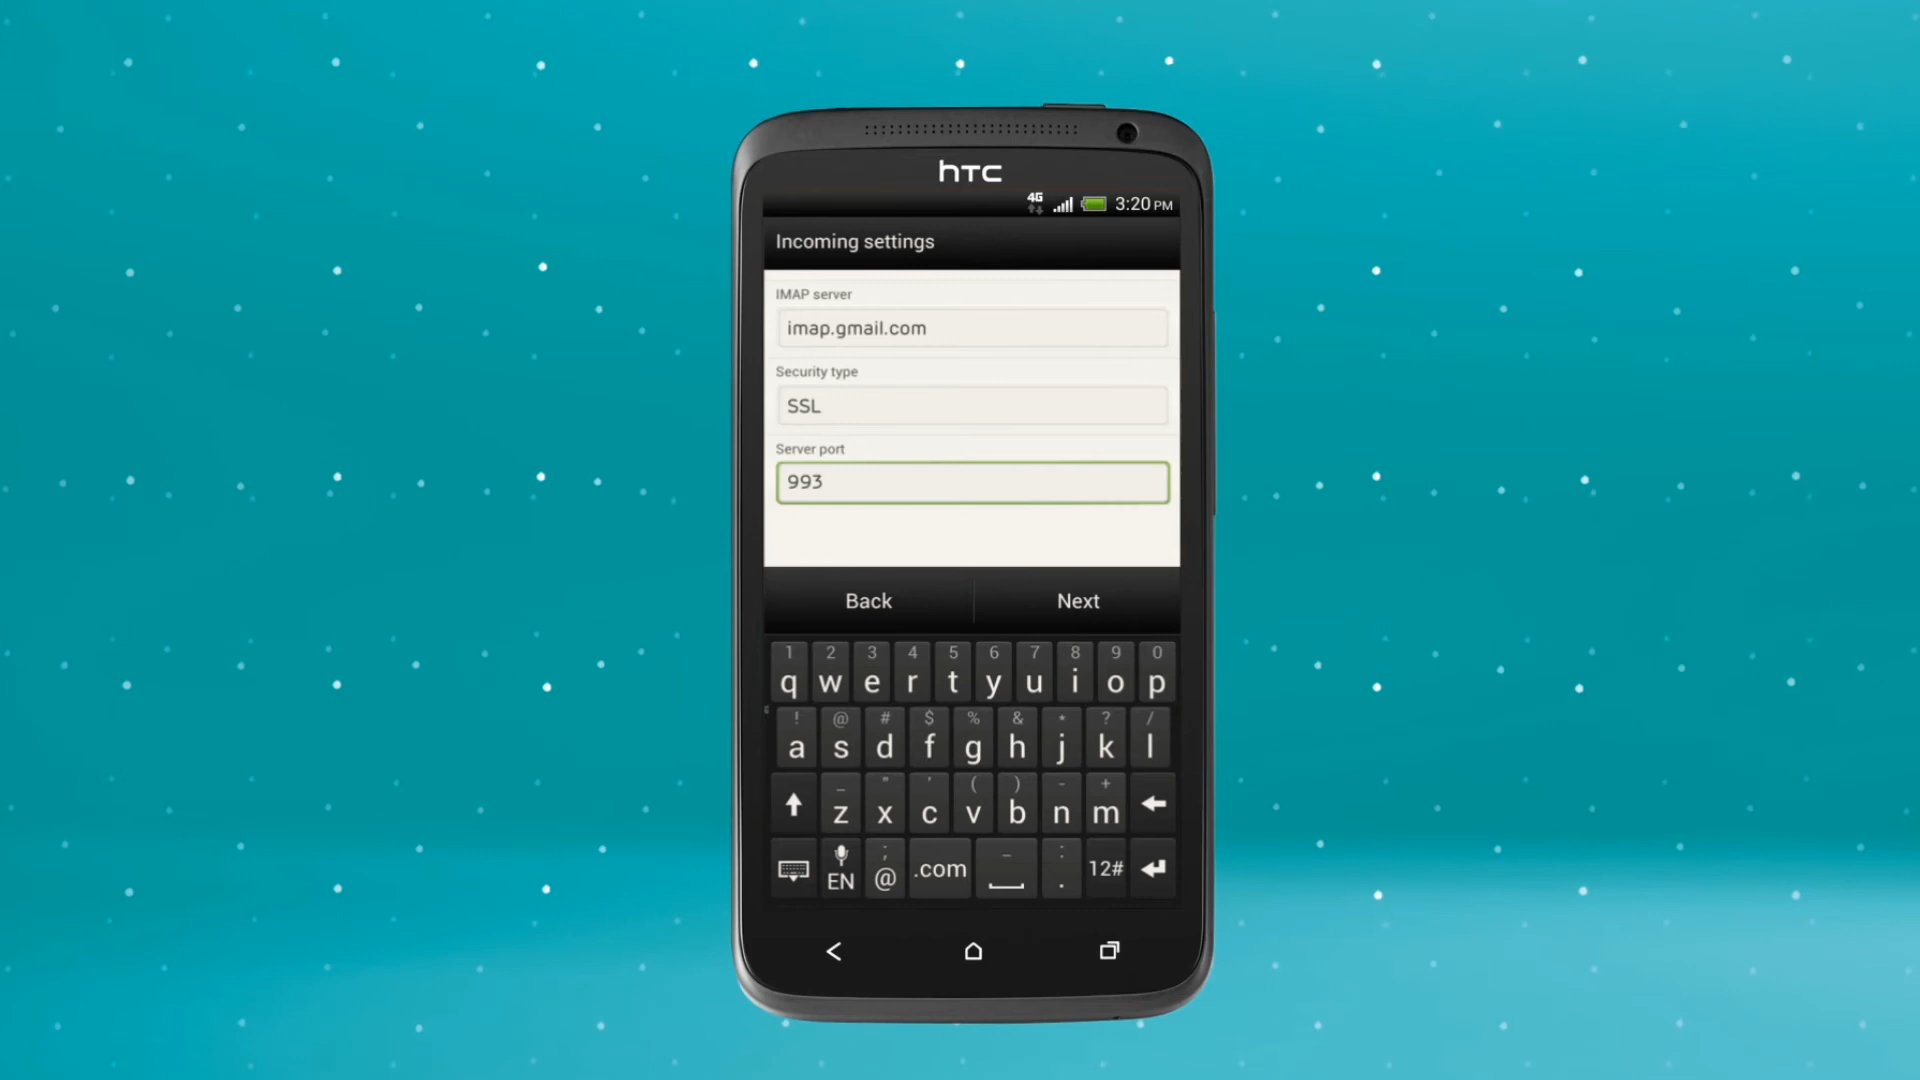 htc
4G 3:20 PM
Incoming settings
IMAP server
imap.gmail.com
Security type
SSL
Server port
993
Back Next
1 2 3 4 5 6 7 8 9 0
q w e r t y u i o p
! @ # $ % & * ? /
a s d f g h j k l
_ " ' ( ) - +
z x c v b n m
; – :
EN @ .com . 12#